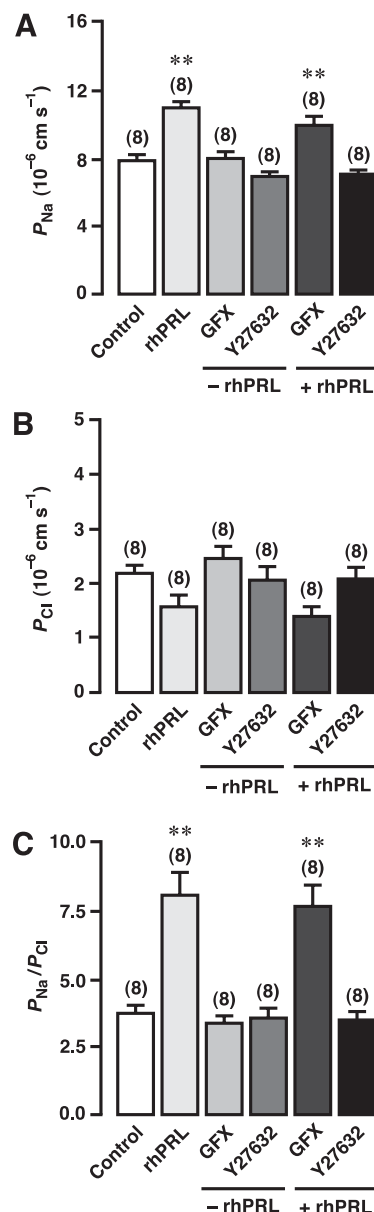 A
16
12
8
4
0
P_Na (10⁻⁶ cm s⁻¹)
** **
(8) (8) (8) (8) (8) (8)
Control rhPRL GFX Y27632 GFX Y27632
– rhPRL + rhPRL
B
5
4
3
2
1
0
P_Cl (10⁻⁶ cm s⁻¹)
(8) (8) (8) (8) (8) (8)
Control rhPRL GFX Y27632 GFX Y27632
– rhPRL + rhPRL
C
10.0
7.5
5.0
2.5
0.0
P_Na/P_Cl
** **
(8) (8) (8) (8) (8) (8)
Control rhPRL GFX Y27632 GFX Y27632
– rhPRL + rhPRL